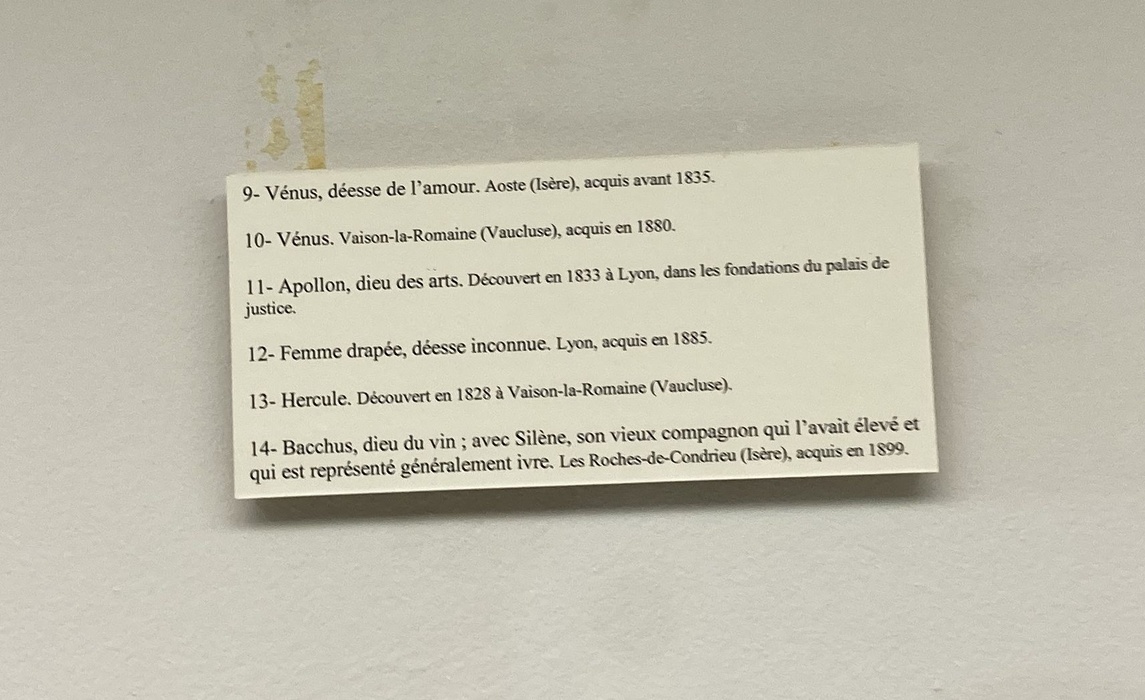 9- Vénus, déesse de l’amour. Aoste (Isère), acquis avant 1835.
10- Vénus. Vaison-la-Romaine (Vaucluse), acquis en 1880.
11- Apollon, dieu des arts. Découvert en 1833 à Lyon, dans les fondations du palais de
justice.
12- Femme drapée, déesse inconnue. Lyon, acquis en 1885.
13- Hercule. Découvert en 1828 à Vaison-la-Romaine (Vaucluse).
14- Bacchus, dieu du vin ; avec Silène, son vieux compagnon qui l’avait élevé et
qui est représenté généralement ivre. Les Roches-de-Condrieu (Isère), acquis en 1899.